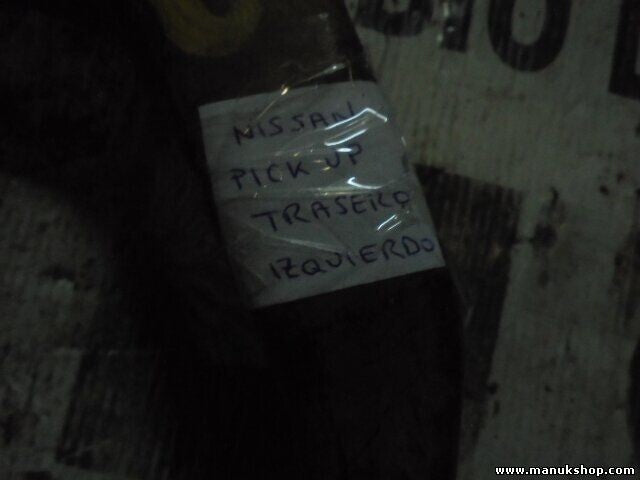 NISSAN
PICK UP
TRASERO
IZQUIERDO
www.manukshop.com